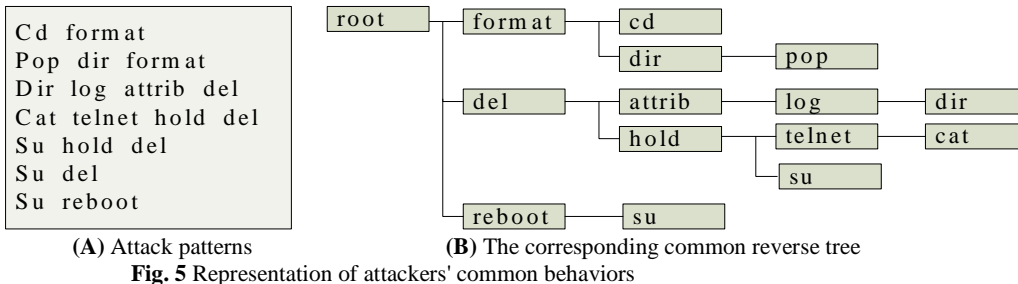 Cd format
Pop dir format
Dir log attrib del
Cat telnet hold del
Su hold del
Su del
Su reboot
(A) Attack patterns
root
format
cd
dir
pop
del
attrib
log
dir
hold
telnet
cat
su
reboot
su
(B) The corresponding common reverse tree
Fig. 5 Representation of attackers' common behaviors